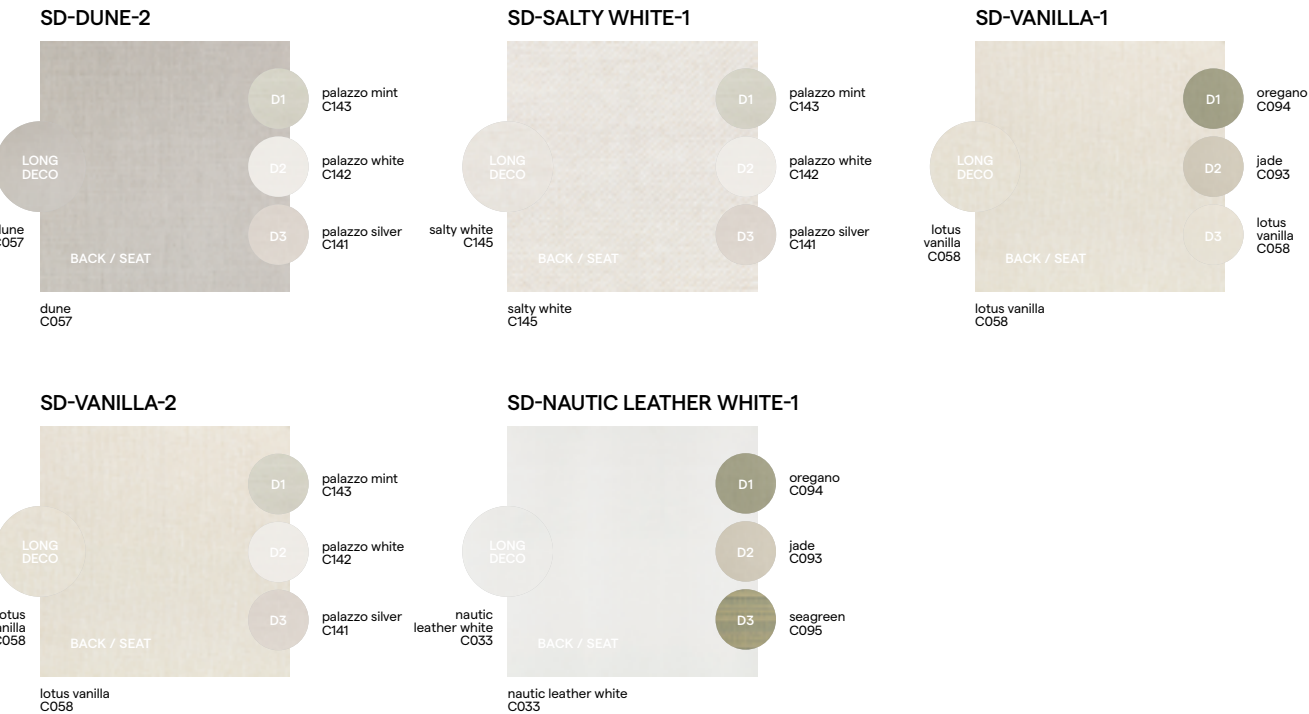 SD-DUNE-2
D1
palazzo mint
C143
LONG
DECO
D2
palazzo white
C142
C057
D3
palazzo silver
C141
BACK / SEAT
dune
C057
SD-SALTY WHITE-1
D1
palazzo mint
C143
LONG
DECO
D2
palazzo white
C142
salty white
C145
D3
palazzo silver
C141
BACK / SEAT
salty white
C145
SD-VANILLA-1
D1
oregano
C094
LONG
DECO
D2
jade
C093
lotus
vanilla
C058
D3
lotus
vanilla
C058
BACK / SEAT
lotus vanilla
C058
SD-VANILLA-2
D1
palazzo mint
C143
LONG
DECO
D2
palazzo white
C142
C058
D3
palazzo silver
C141
BACK / SEAT
lotus vanilla
C058
SD-NAUTIC LEATHER WHITE-1
D1
oregano
C094
LONG
DECO
D2
jade
C093
nautic
leather white
C033
D3
seagreen
C095
BACK / SEAT
nautic leather white
C033